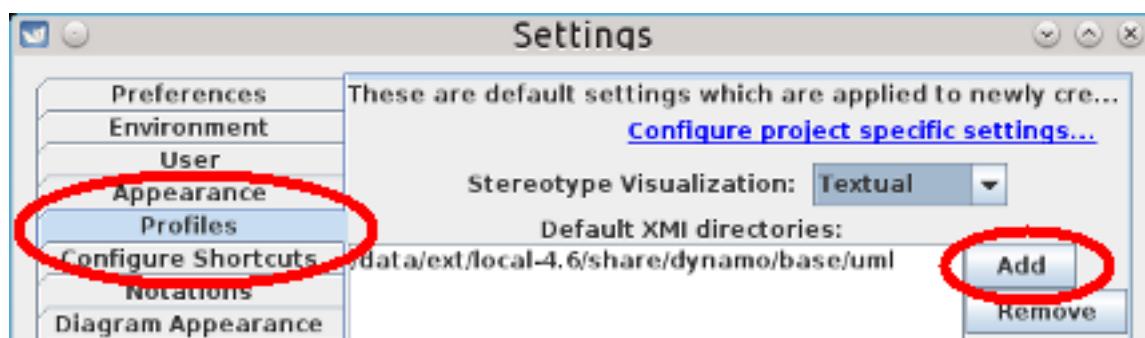 Settings
Preferences
Environment
User
Appearance
Profiles
Configure Shortcuts
Notations
Diagram Appearance
These are default settings which are applied to newly cre...
Configure project specific settings...
Stereotype Visualization: Textual
Default XMI directories:
/data/ext/local-4.6/share/dynamo/base/uml
Add
Remove